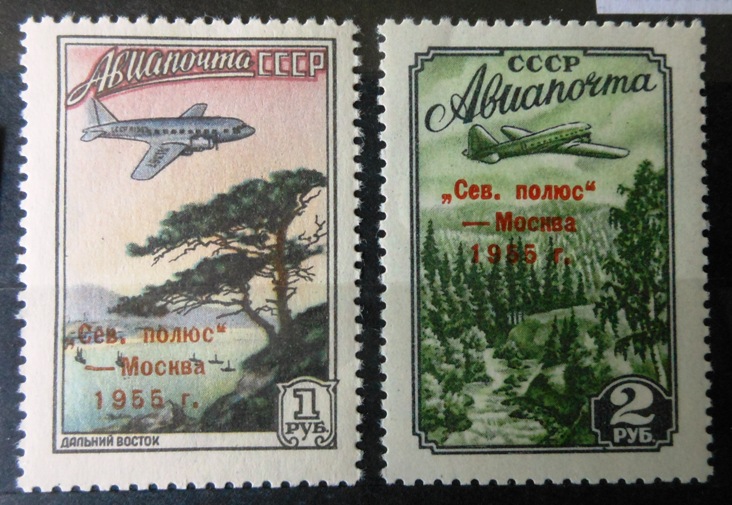 Авиапочта СССР
„Сев. полюс“
— Москва
1955 г.
1
РУБ.
ДАЛЬНИЙ ВОСТОК
СССР
Авиапочта
„Сев. полюс“
— Москва
1955 г.
2
РУБ.